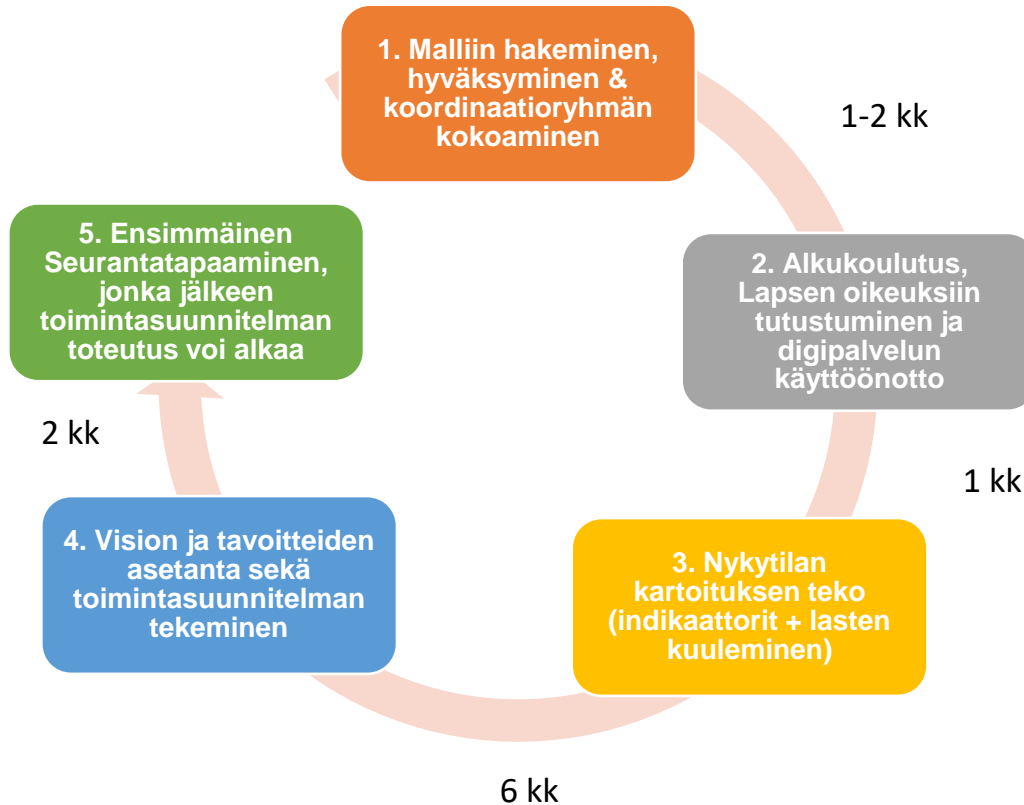 1. Malliin hakeminen,
hyväksyminen &
koordinaatioryhmän
kokoaminen
1-2 kk
2. Alkukoulutus,
Lapsen oikeuksiin
tutustuminen ja
digipalvelun
käyttöönotto
1 kk
3. Nykytilan
kartoituksen teko
(indikaattorit + lasten
kuuleminen)
6 kk
4. Vision ja tavoitteiden
asetanta sekä
toimintasuunnitelman
tekeminen
2 kk
5. Ensimmäinen
Seurantatapaaminen,
jonka jälkeen
toimintasuunnitelman
toteutus voi alkaa